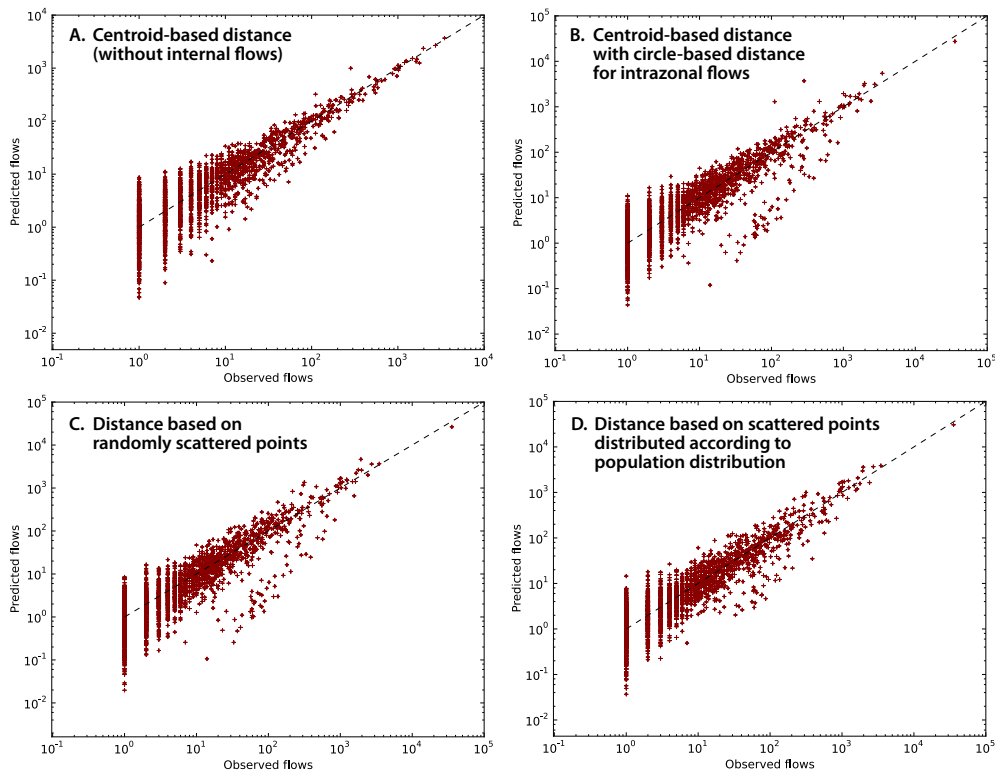 A. Centroid-based distance
(without internal flows)
10^4
10^3
10^2
10^1
10^0
10^-1
10^-2
Predicted flows
10^-1 10^0 10^1 10^2 10^3 10^4
Observed flows
B. Centroid-based distance
with circle-based distance
for intrazonal flows
10^5
10^4
10^3
10^2
10^1
10^0
10^-1
10^-2
Predicted flows
10^-1 10^0 10^1 10^2 10^3 10^4 10^5
Observed flows
C. Distance based on
randomly scattered points
10^5
10^4
10^3
10^2
10^1
10^0
10^-1
10^-2
Predicted flows
10^-1 10^0 10^1 10^2 10^3 10^4 10^5
Observed flows
D. Distance based on scattered points
distributed according to
population distribution
10^5
10^4
10^3
10^2
10^1
10^0
10^-1
10^-2
Predicted flows
10^-1 10^0 10^1 10^2 10^3 10^4 10^5
Observed flows